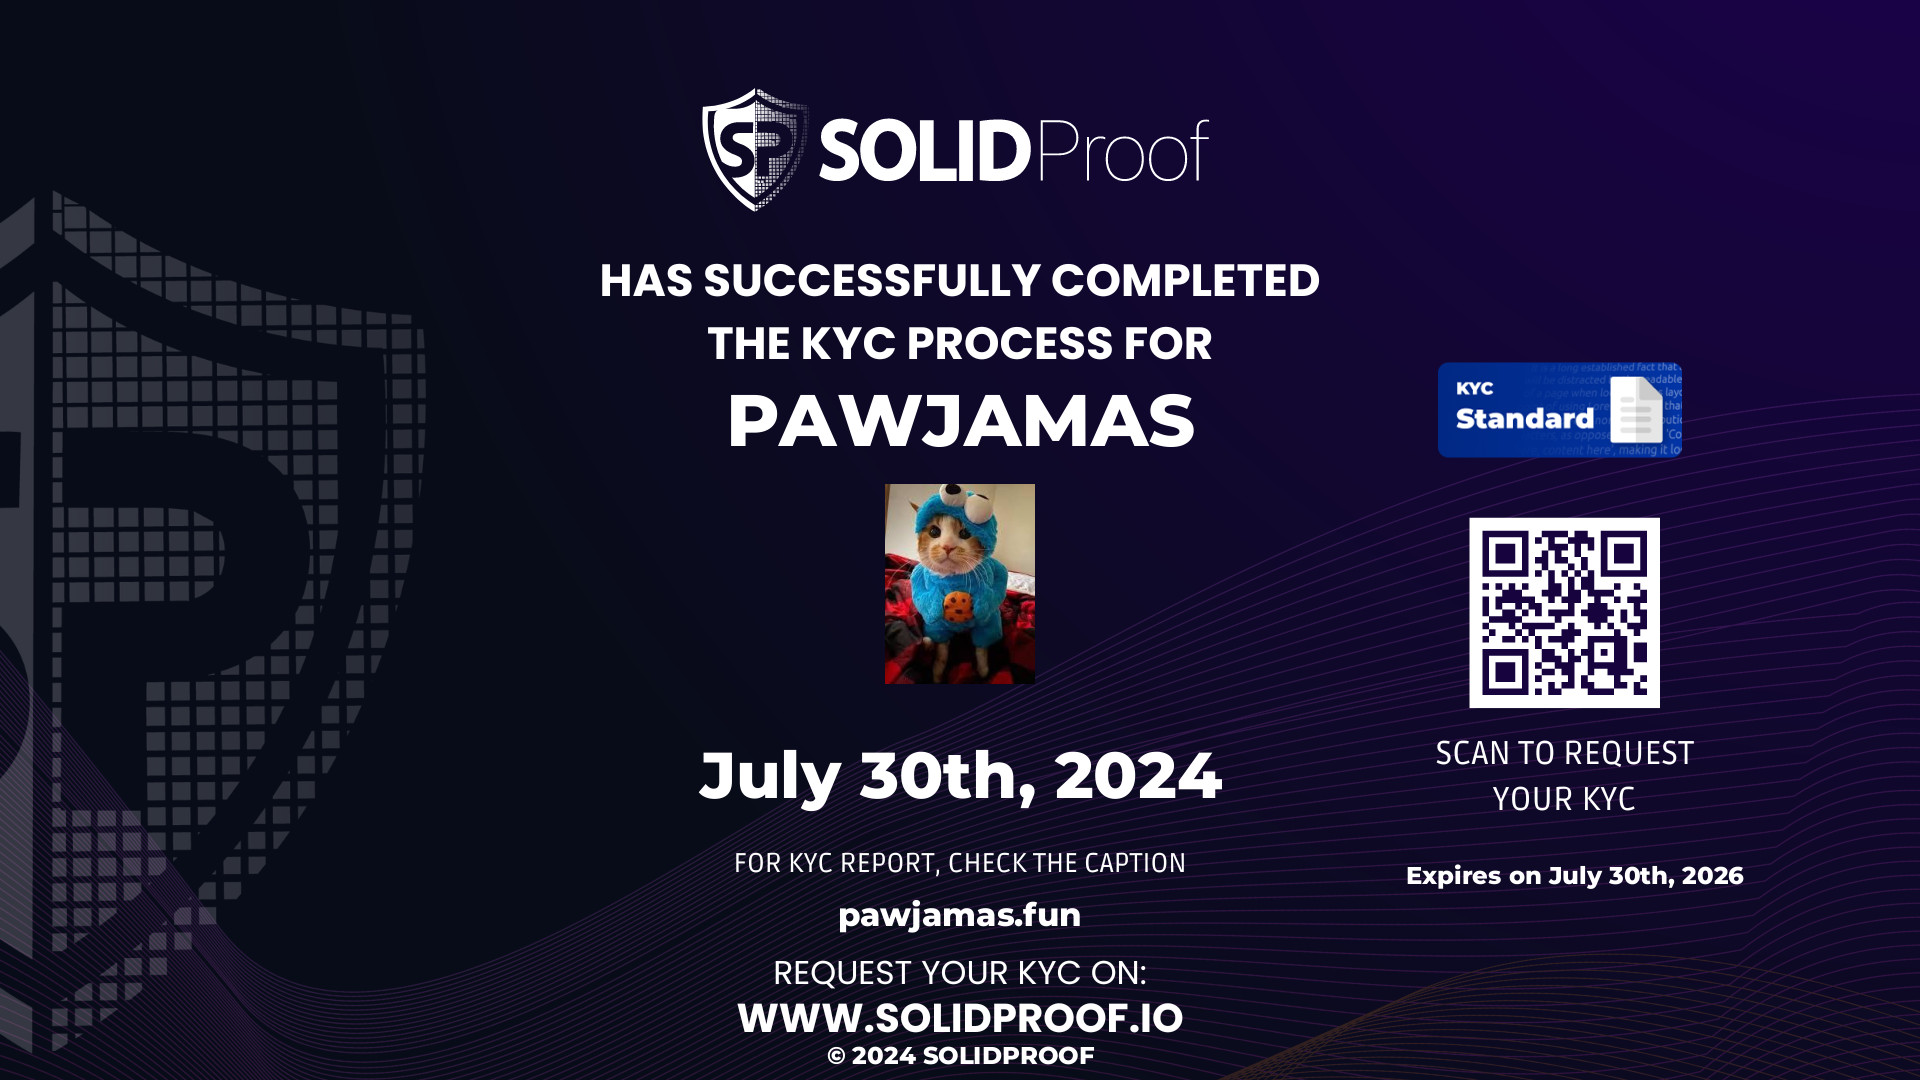 SP SOLIDProof
HAS SUCCESSFULLY COMPLETED
THE KYC PROCESS FOR
PAWJAMAS
KYC
Standard
July 30th, 2024
SCAN TO REQUEST
YOUR KYC
FOR KYC REPORT, CHECK THE CAPTION
Expires on July 30th, 2026
pawjamas.fun
REQUEST YOUR KYC ON:
WWW.SOLIDPROOF.IO
© 2024 SOLIDPROOF